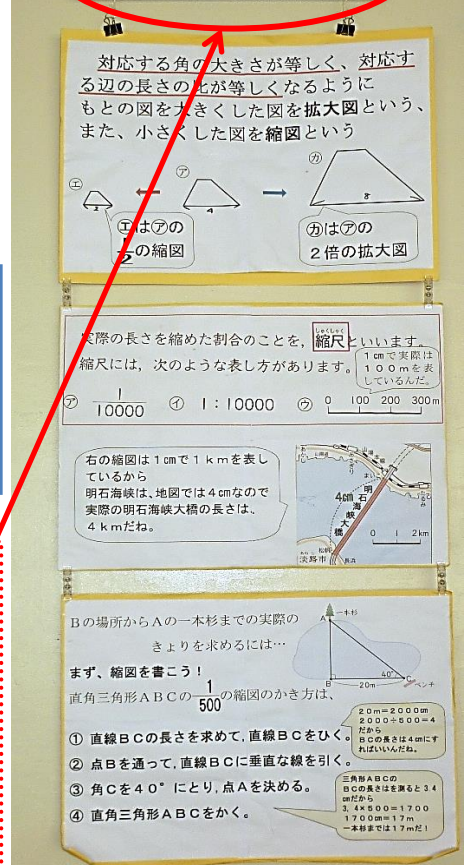 対応する角の大きさが等しく、対応す
る辺の長さの比が等しくなるように
もとの図を大きくした図を拡大図という、
また、小さくした図を縮図という
㋓
2
㋐
4
㋕
8
㋓は㋐の
1/2の縮図
㋕は㋐の
2倍の拡大図
実際の長さを縮めた割合のことを,縮尺といいます。
しゅくしゃく
縮尺には,次のような表し方があります。
1㎝で実際は
100mを表
しているんだ。
㋐ 1/10000 ㋑ 1:10000 ㋒ 0 100 200 300m
右の縮図は1㎝で1kmを表し
ているから
明石海峡は、地図では4㎝なので
実際の明石海峡大橋の長さは、
4kmだね。
4㎝
明石海峡大橋
淡路市
0 1 2km
Bの場所からAの一本杉までの実際の
きょりを求めるには…
まず、縮図を書こう!
直角三角形ABCの1/500の縮図のかき方は、
A 一本杉
40°
B 20m C
ベンチ
① 直線BCの長さを求めて,直線BCをひく。
② 点Bを通って,直線BCに垂直な線を引く。
③ 角Cを40°にとり,点Aを決める。
④ 直角三角形ABCをかく。
20m=2000㎝
2000÷500=4
だから
BCの長さは4㎝にす
ればいいんだね。
三角形ABCの
BCの長さはを測ると3.4
㎝だから
3.4×500=1700
1700㎝=17m
一本杉までは17mだ!